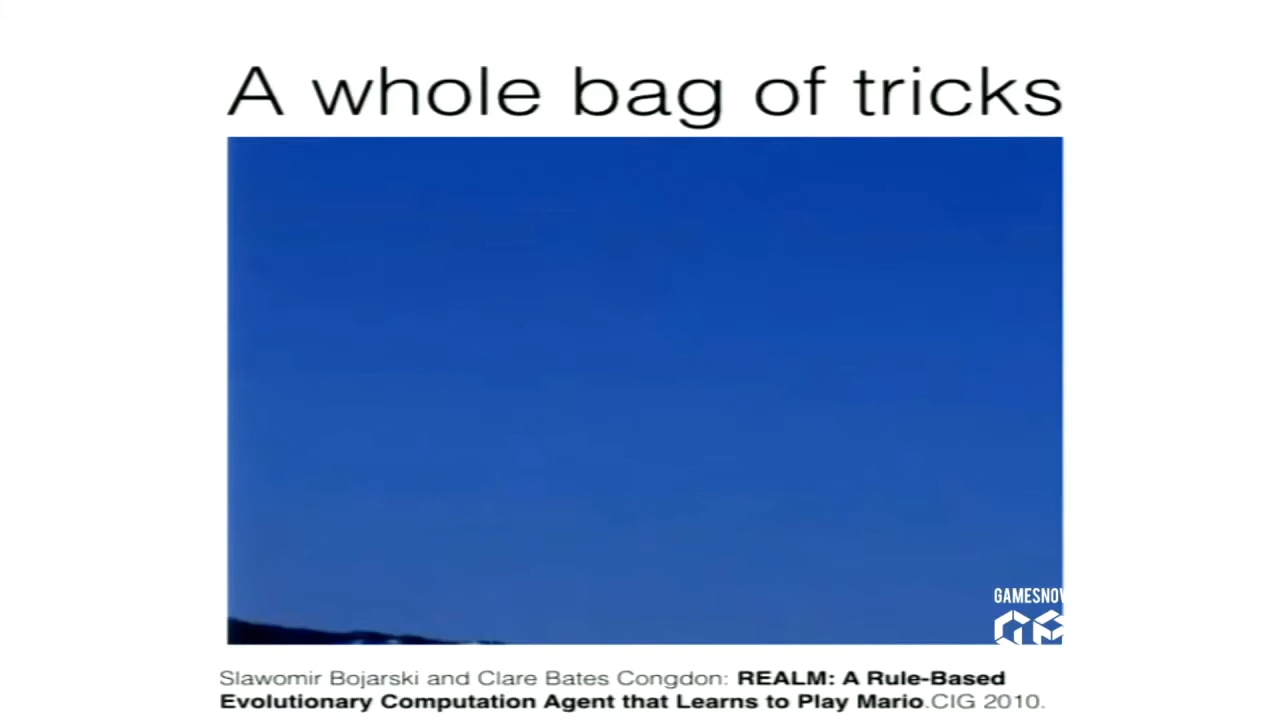 A whole bag of tricks
GAMESNOW
Slawomir Bojarski and Clare Bates Congdon: REALM: A Rule-Based
Evolutionary Computation Agent that Learns to Play Mario.CIG 2010.